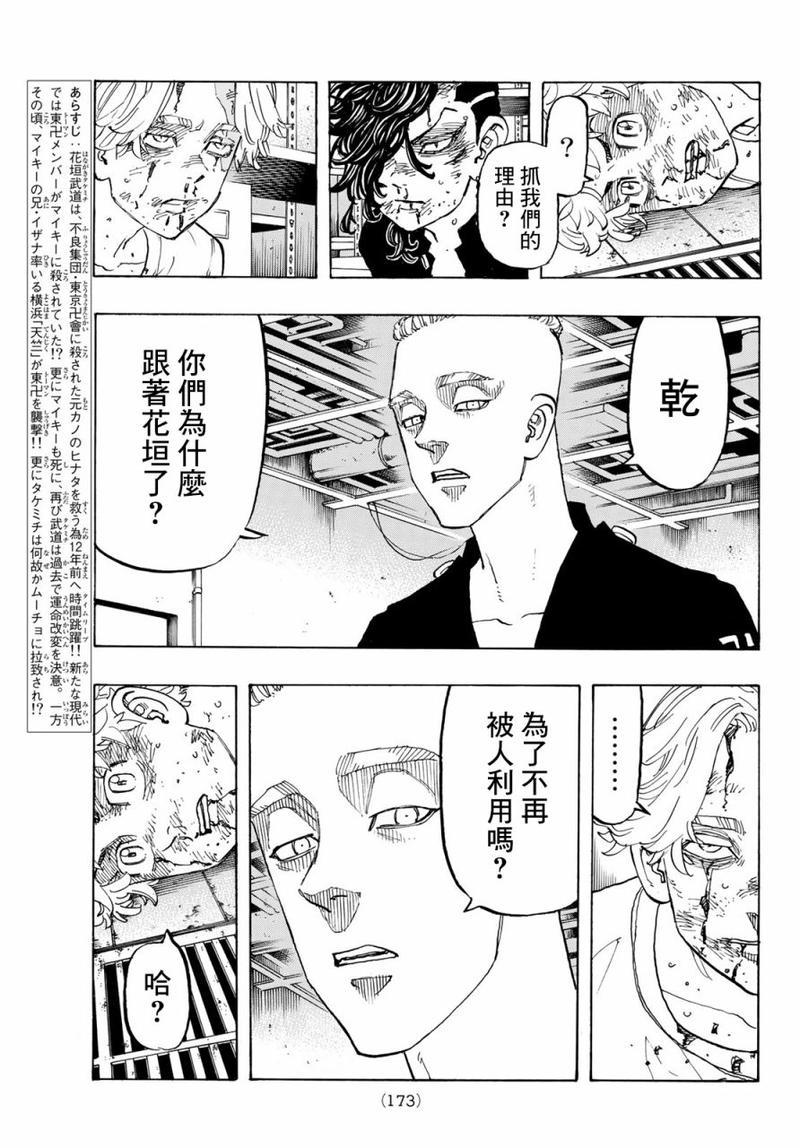 ？
抓我們的
理由？
乾
你們為什麼
跟著花垣了？
………
為了不再
被人利用嗎？
哈？
あらすじ：花垣武道は、不良集団・東京卍會に殺された元カノのヒナタを救う為12年前へ時間跳躍!! 新たな現代
では東卍メンバーがマイキーに殺されていた!? 更にマイキーも死に、再び武道は過去で運命改変を決意。一方
その頃、マイキーの兄・イザナ率いる横浜「天竺」が東卍を襲撃!! 更にタケミチは何故かムーチョに拉致され!?
(173)